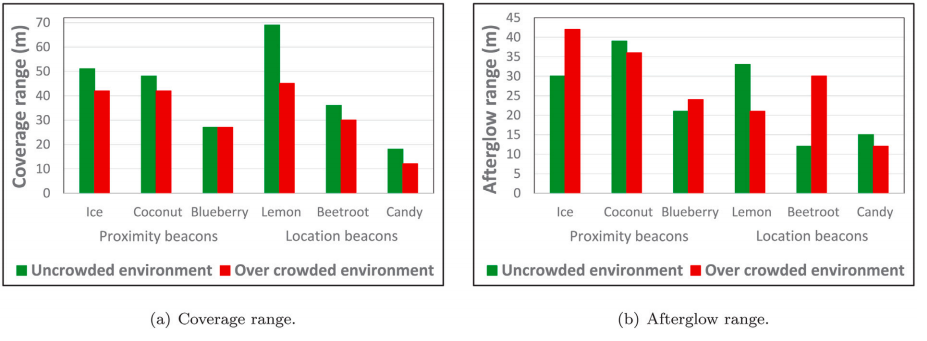 Coverage range (m)
70
60
50
40
30
20
10
0
Ice Coconut Blueberry Lemon Beetroot Candy
Proximity beacons Location beacons
Uncrowded environment Over crowded environment
(a) Coverage range.
Afterglow range (m)
45
40
35
30
25
20
15
10
5
0
Ice Coconut Blueberry Lemon Beetroot Candy
Proximity beacons Location beacons
Uncrowded environment Over crowded environment
(b) Afterglow range.